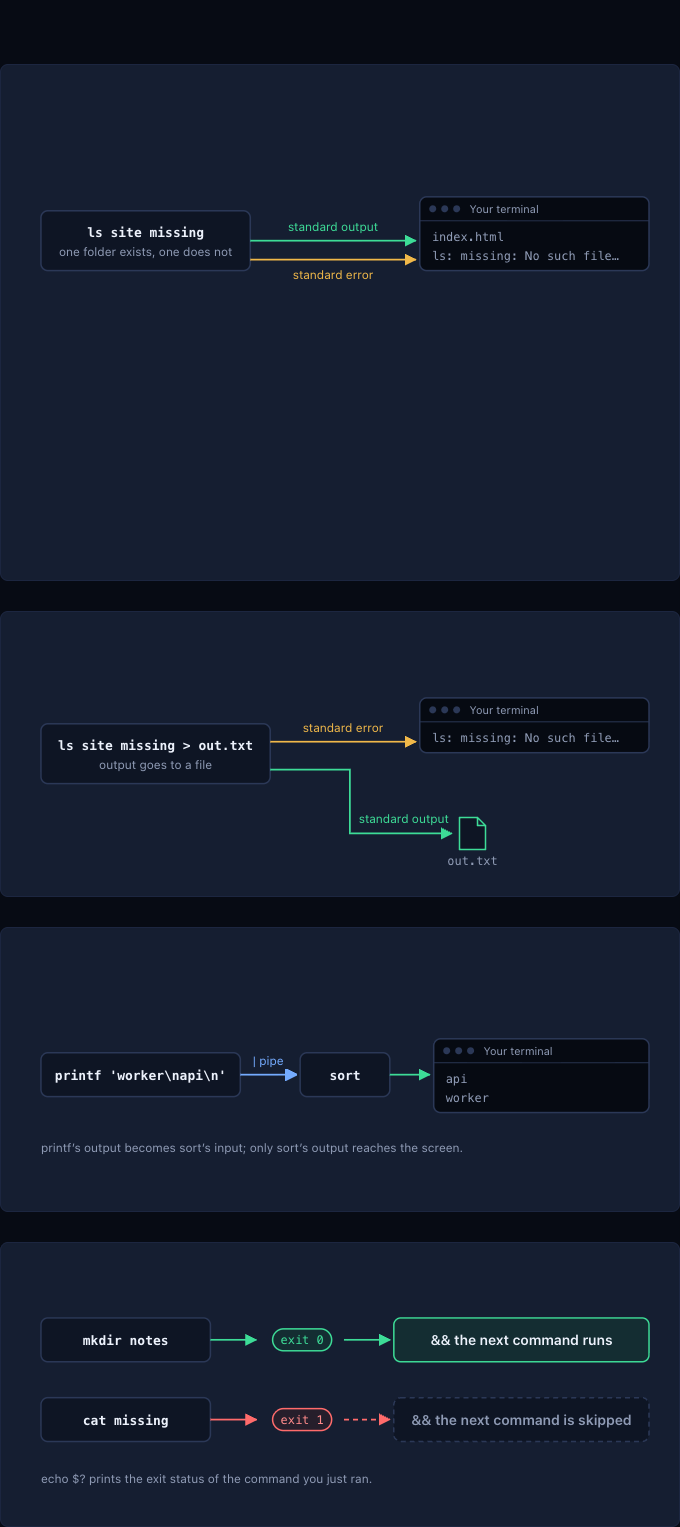 ls site missing
one folder exists, one does not
standard output
standard error
Your terminal
index.html
ls: missing: No such file…
ls site missing > out.txt
output goes to a file
standard error
Your terminal
ls: missing: No such file…
standard output
out.txt
printf 'worker\napi\n'
| pipe
sort
Your terminal
api
worker
printf’s output becomes sort’s input; only sort’s output reaches the screen.
mkdir notes
exit 0
&& the next command runs
cat missing
exit 1
&& the next command is skipped
echo $? prints the exit status of the command you just ran.